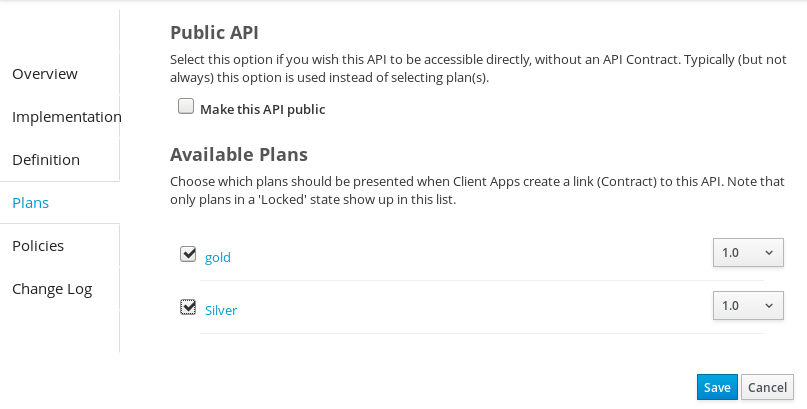 Overview
Implementation
Definition
Plans
Policies
Change Log
Public API
Select this option if you wish this API to be accessible directly, without an API Contract. Typically (but not
always) this option is used instead of selecting plan(s).
Make this API public
Available Plans
Choose which plans should be presented when Client Apps create a link (Contract) to this API. Note that
only plans in a 'Locked' state show up in this list.
gold 1.0
Silver 1.0
Save Cancel